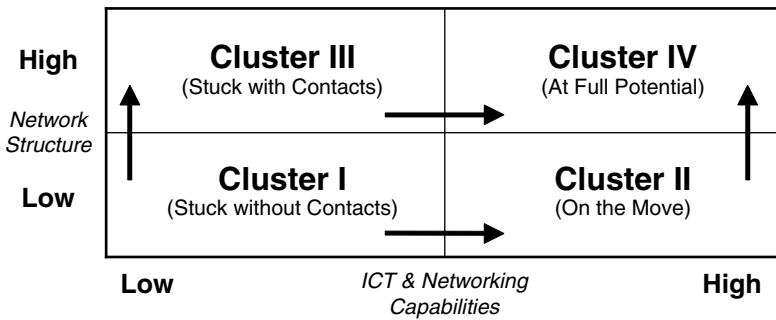 High
Cluster III
(Stuck with Contacts)
Cluster IV
(At Full Potential)
Network
Structure
Low
Cluster I
(Stuck without Contacts)
Cluster II
(On the Move)
Low
ICT & Networking
Capabilities
High